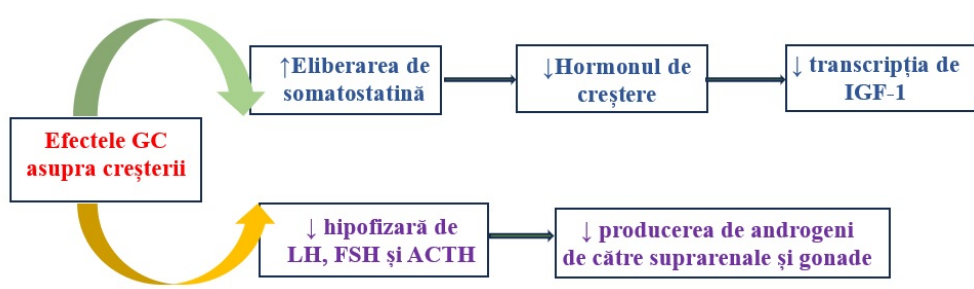 Efectele GC
asupra creșterii
↑Eliberarea de
somatostatină
↓Hormonul de
creștere
↓ transcripția de
IGF-1
↓ hipofizară de
LH, FSH și ACTH
↓ producerea de androgeni
de către suprarenale și gonade